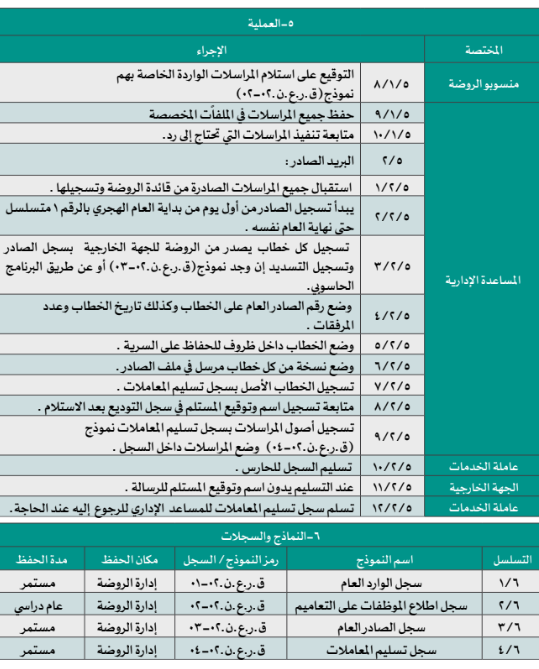 ٥-العملية
المختصة الإجراء
منسوبو الروضة ٨/١/٥ التوقيع على استلام المراسلات الواردة الخاصة بهم
نموذج(ق.ر.ع.ن.٠٢-٠٢)
المساعدة الإدارية ٩/١/٥ حفظ جميع المراسلات في الملفات المخصصة
١٠/١/٥ متابعة تنفيذ المراسلات التي تحتاج إلى رد.
٢/٥ البريد الصادر:
١/٢/٥ استقبال جميع المراسلات الصادرة من قائدة الروضة وتسجيلها .
٢/٢/٥ يبدأ تسجيل الصادر من أول يوم من بداية العام الهجري بالرقم ١ متسلسل
حتى نهاية العام نفسه .
٣/٢/٥ تسجيل كل خطاب يصدر من الروضة للجهة الخارجية بسجل الصادر
وتسجيل التسديد إن وجد نموذج(ق.ر.ع.ن.٠٢-٠٣) أو عن طريق البرنامج
الحاسوبي.
٤/٢/٥ وضع رقم الصادر العام على الخطاب وكذلك تاريخ الخطاب وعدد
المرفقات .
٥/٢/٥ وضع الخطاب داخل ظروف للحفاظ على السرية .
٦/٢/٥ وضع نسخة من كل خطاب مرسل في ملف الصادر .
٧/٢/٥ تسجيل الخطاب الأصل بسجل تسليم المعاملات .
٨/٢/٥ متابعة تسجيل اسم وتوقيع المستلم في سجل التوديع بعد الاستلام .
٩/٢/٥ تسجيل أصول المراسلات بسجل تسليم المعاملات نموذج
(ق.ر.ع.ن.٠٢-٠٤) وضع المراسلات داخل السجل .
عاملة الخدمات ١٠/٢/٥ تسليم السجل للحارس .
الجهة الخارجية ١١/٢/٥ عند التسليم يدون اسم وتوقيع المستلم للرسالة .
عاملة الخدمات ١٢/٢/٥ تسلم سجل تسليم المعاملات للمساعد الإداري للرجوع إليه عند الحاجة.
٦-النماذج والسجلات
التسلسل اسم النموذج رمز النموذج/ السجل مكان الحفظ مدة الحفظ
١/٦ سجل الوارد العام ق.ر.ع.ن.٠٢-٠١ إدارة الروضة مستمر
٢/٦ سجل اطلاع الموظفات على التعاميم ق.ر.ع.ن.٠٢-٠٢ إدارة الروضة عام دراسي
٣/٦ سجل الصادر العام ق.ر.ع.ن.٠٢-٠٣ إدارة الروضة مستمر
٤/٦ سجل تسليم المعاملات ق.ر.ع.ن.٠٢-٠٤ إدارة الروضة مستمر